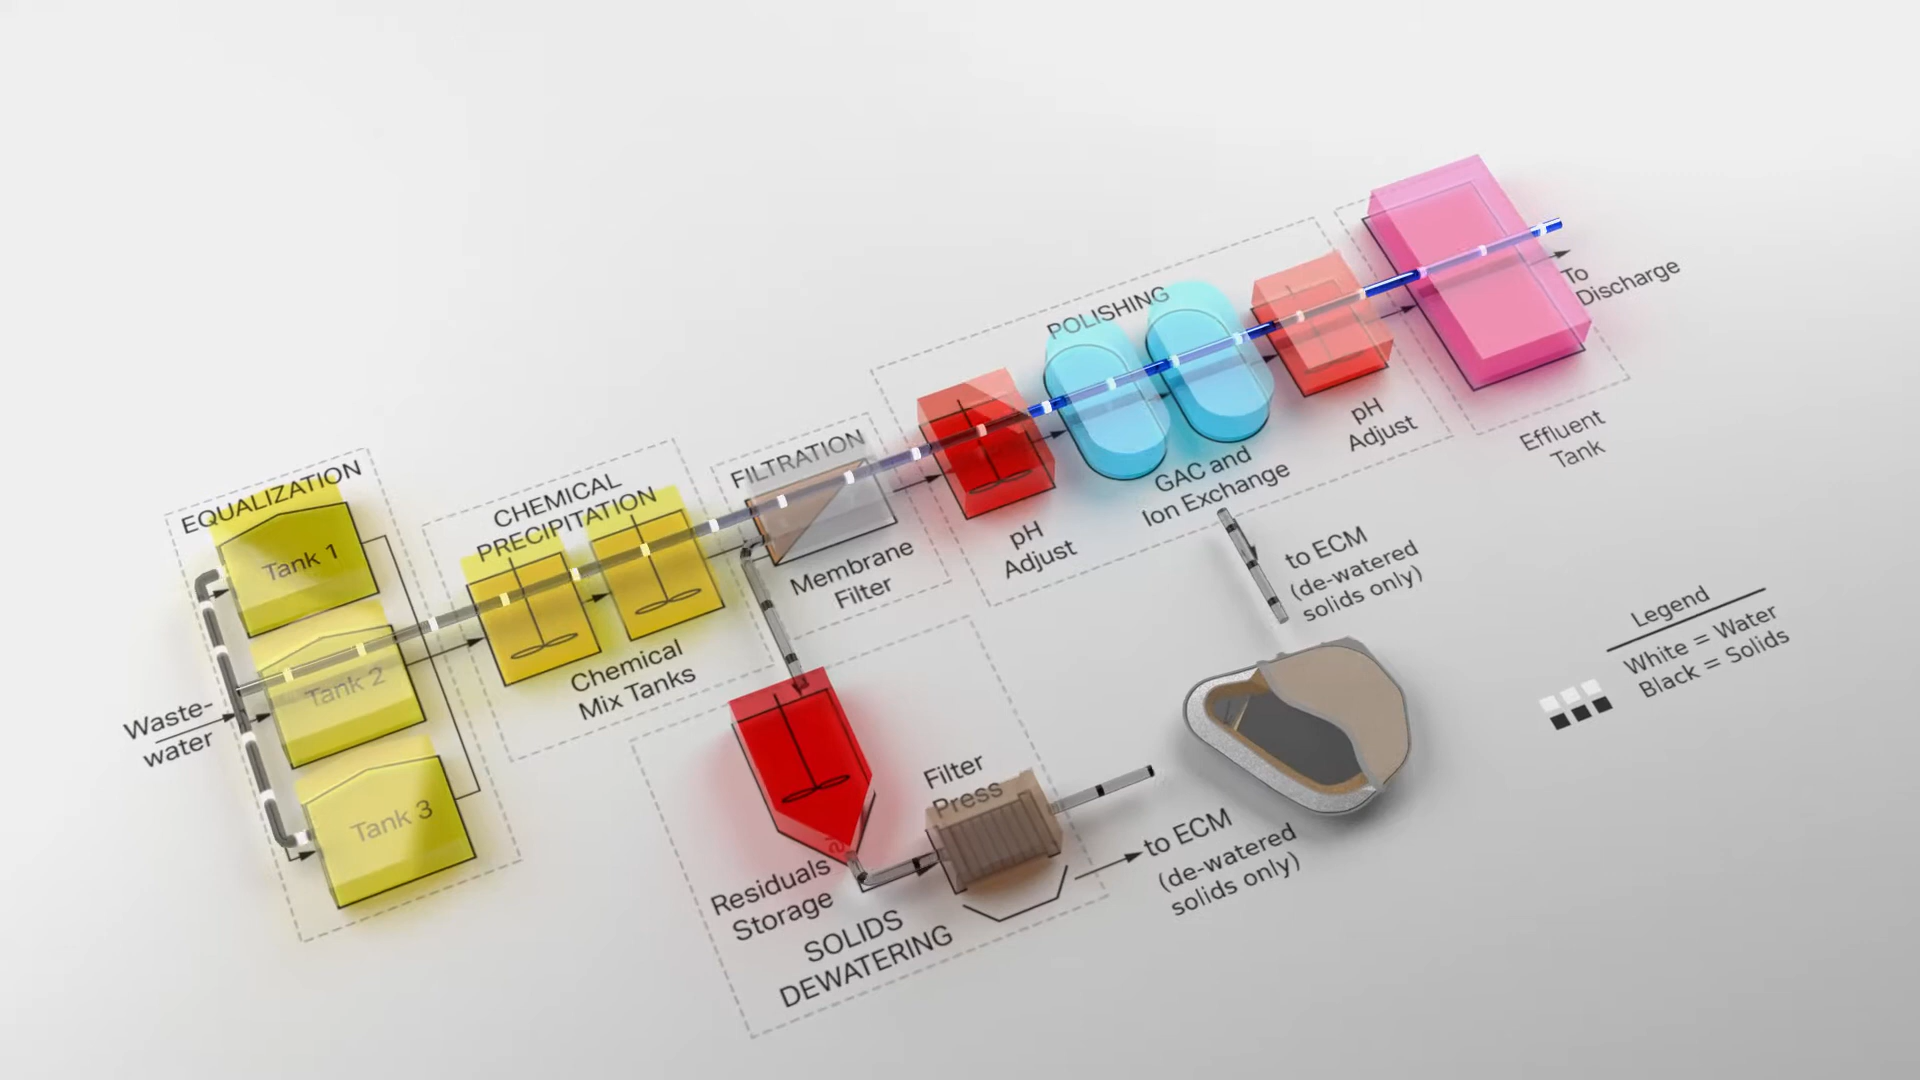 EQUALIZATION
Tank 1
Tank 2
Tank 3
Waste-
water
CHEMICAL
PRECIPITATION
Chemical
Mix Tanks
FILTRATION
Membrane
Filter
POLISHING
pH
Adjust
GAC and
Ion Exchange
pH
Adjust
To
Discharge
Effluent
Tank
to ECM
(de-watered
solids only)
Legend
White = Water
Black = Solids
Filter
Press
Residuals
Storage
SOLIDS
DEWATERING
to ECM
(de-watered
solids only)